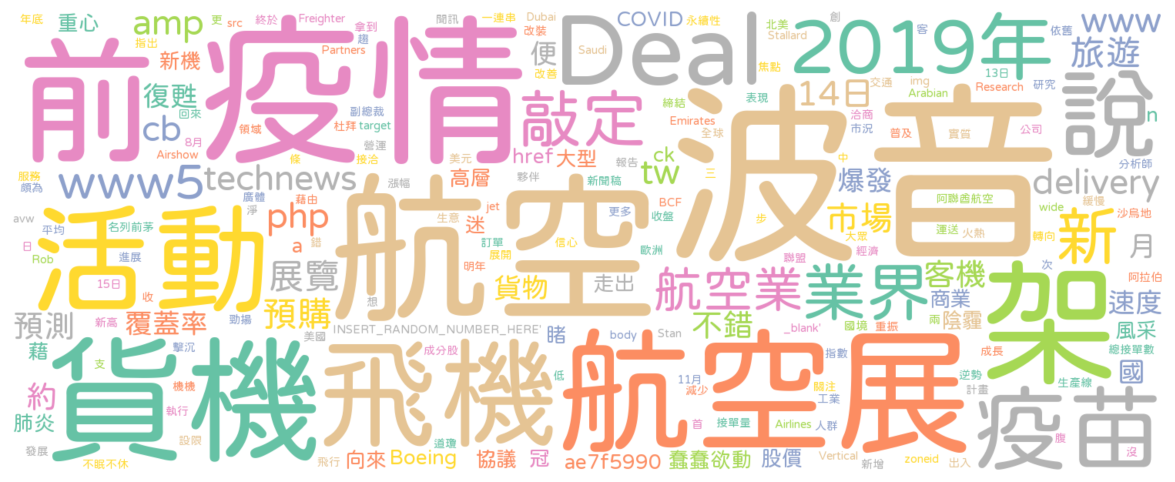 年底 重心 amp 更 src 終於 Freighter 拿到 聞訊 一連串 Dubai COVID 永續性 北美 創 客 依舊 www
指出 新機 改裝 趨 Partners 便 Saudi Deal 改善 焦點 Stallard 2019年 旅遊
前 疫情 復甦 回來 副總裁 敲定 締結 表現 14日 交通 img 13日 研究 說
cb 領域 杜拜 target Emirates 全球 洽商 市況 Arabian 普及 Research 實質 公司 n
8月 Airshow 條 營運 接洽 href 大型 美元 報告 ck tw 波音 爆發 中 分析師
服務 頗為 www5 technews 漲幅 高層 夥伴 新聞稿 三 阿聯酋航空 wide 緩慢 delivery
avw 平均 名列前茅 廣體 淨 藉由 php jet BCF 收盤 更多 步 市場 運送 火熱 轉向 沙烏地
日 Rob 進展 活動 錯 a 迷 生意 訂單 展開 信心 航空 歐洲 大眾 經濟 新 月
15日 收 展覽 想 明年 貨物 走出 航空業 聯盟 業界 客機 次 阿拉伯
預測 新高 勁揚 覆蓋率 預購 美國 INSERT_RANDOM_NUMBER_HERE' 睹 不錯 _blank' 國境 重振 商業 兩 陰霾 架 速度 風采
藉 擊沉 支 成分股 body Stan 低 指數 成長 逆勢 總接單數 國
約 貨機 機機 飛機 11月 減少 航空展 關注 工業 計畫 生產線
肺炎 執行 設限 道瓊 首 接單量 Airlines 人群 疫苗 腹
發展 不眠不休 飛行 向來 Boeing 協議 冠 ae7f5990 蠢蠢欲動 股價 Vertical 新增 zoneid 出入 沒